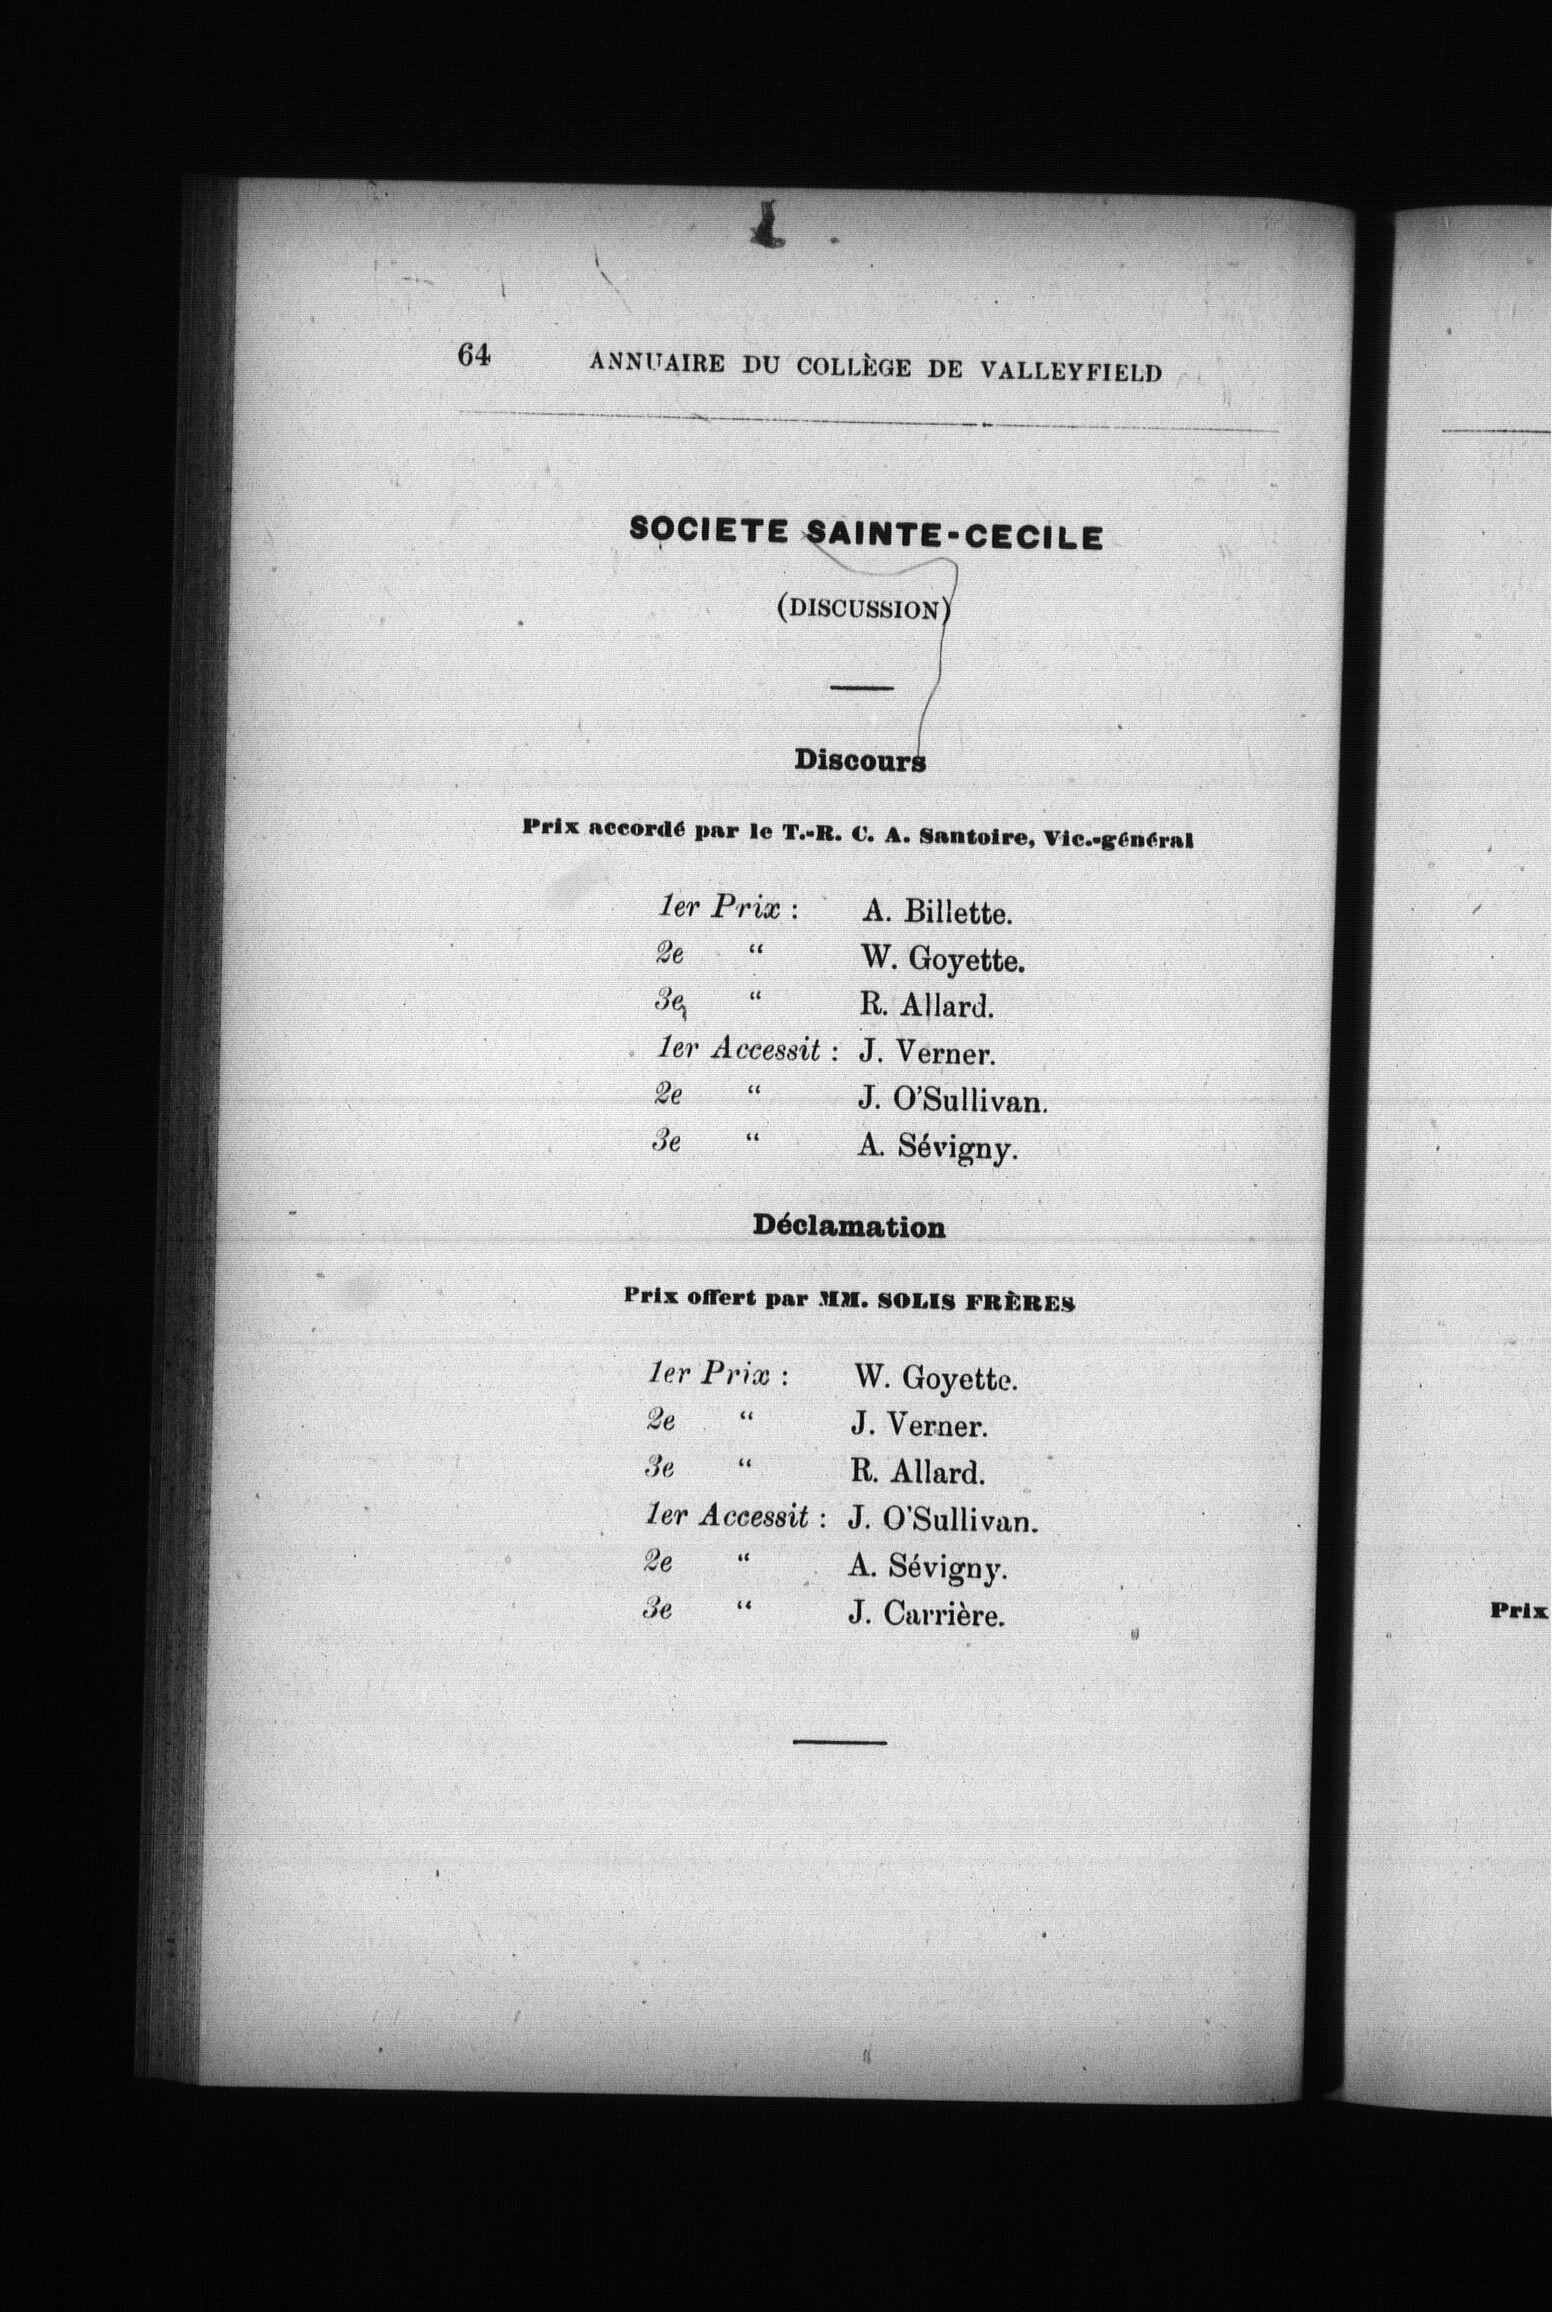 64 ANNUAIRE DU COLLÈGE DE VALLEYFIELD
SOCIETE SAINTE-CECILE
(DISCUSSION)
Discours
Prix accordé par le T.-R. C. A. Santoire, Vic.-général
1er Prix : A. Billette.
2e “ W. Goyette.
3e “ R. Allard.
1er Accessit : J. Verner.
2e “ J. O'Sullivan.
3e “ A. Sévigny.
Déclamation
Prix offert par MM. SOLIS FRÈRES
1er Prix : W. Goyette.
2e “ J. Verner.
3e “ R. Allard.
1er Accessit : J. O'Sullivan.
2e “ A. Sévigny.
3e “ J. Carrière.
Prix